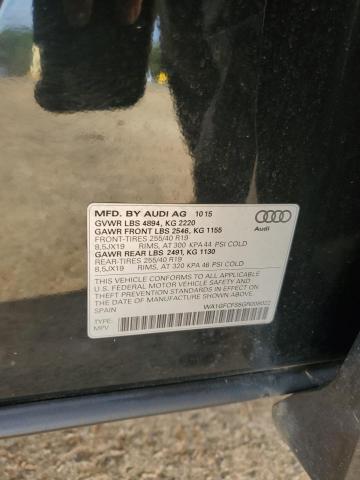 MFD. BY AUDI AG 10 15
GVWR LBS 4894, KG 2220
GAWR FRONT LBS 2546, KG 1155
FRONT-TIRES 255/40 R19
8,5JX19 RIMS, AT 300 KPA 44 PSI COLD
GAWR REAR LBS 2491, KG 1130
REAR-TIRES 255/40 R19
8,5JX19 RIMS, AT 320 KPA 46 PSI COLD
THIS VEHICLE CONFORMS TO ALL APPLICABLE
U.S. FEDERAL MOTOR VEHICLE SAFETY STANDARDS
IN EFFECT ON
THE DATE OF MANUFACTURE SHOWN ABOVE
SPAIN
TYPE:
MPV
Audi